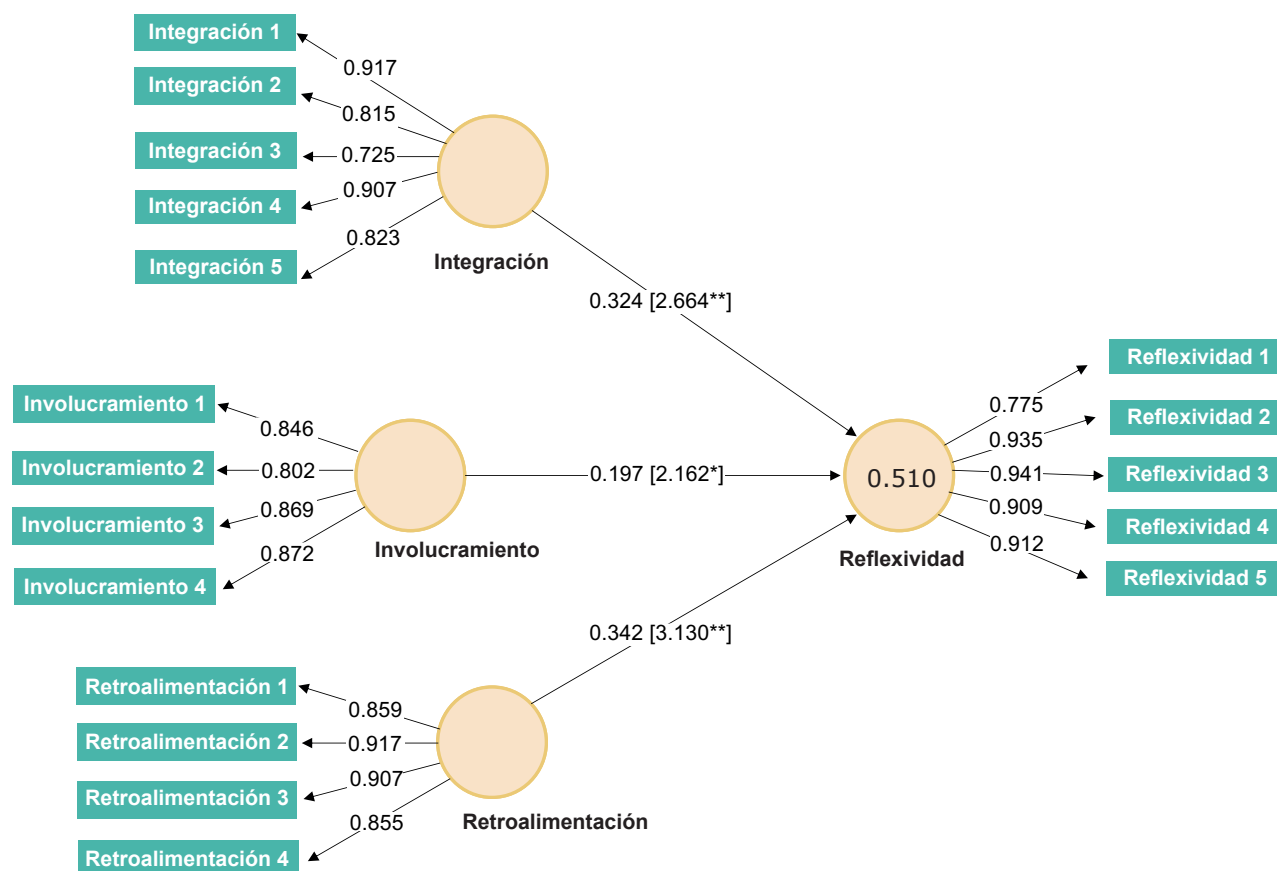 Integración 1
0.917
Integración 2
0.815
Integración 3
0.725
Integración 4
0.907
Integración 5
0.823
Integración
0.324 [2.664**]
Involucramiento 1
0.846
Involucramiento 2
0.802
Involucramiento 3
0.869
Involucramiento 4
0.872
Involucramiento
0.197 [2.162*]
Retroalimentación 1
0.859
Retroalimentación 2
0.917
Retroalimentación 3
0.907
Retroalimentación 4
0.855
Retroalimentación
0.342 [3.130**]
0.510
Reflexividad
Reflexividad 1
0.775
Reflexividad 2
0.935
Reflexividad 3
0.941
Reflexividad 4
0.909
Reflexividad 5
0.912